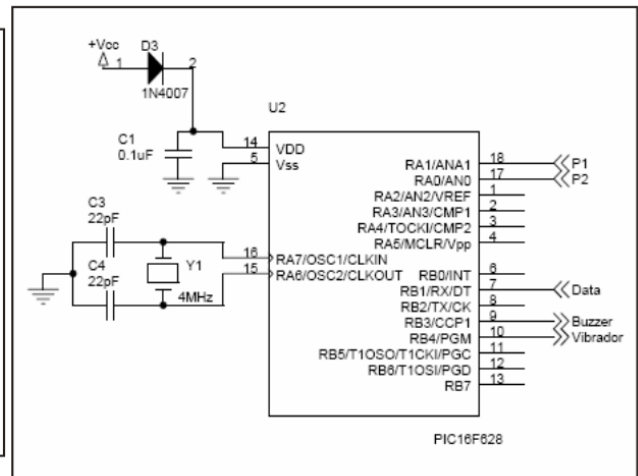 +Vcc
D3
1
2
1N4007
U2
C1
0.1uF
14
VDD
5
Vss
RA1/ANA1
18
P1
RA0/AN0
17
P2
RA2/AN2/VREF
1
RA3/AN3/CMP1
2
RA4/TOCKI/CMP2
3
RA5/MCLR/Vpp
4
C3
22pF
16
RA7/OSC1/CLKIN
15
RA6/OSC2/CLKOUT
C4
22pF
Y1
4MHz
RB0/INT
6
RB1/RX/DT
7
Data
RB2/TX/CK
8
RB3/CCP1
9
Buzzer
RB4/PGM
10
Vibrador
RB5/T1OSO/T1CKI/PGC
11
RB6/T1OSI/PGD
12
RB7
13
PIC16F628